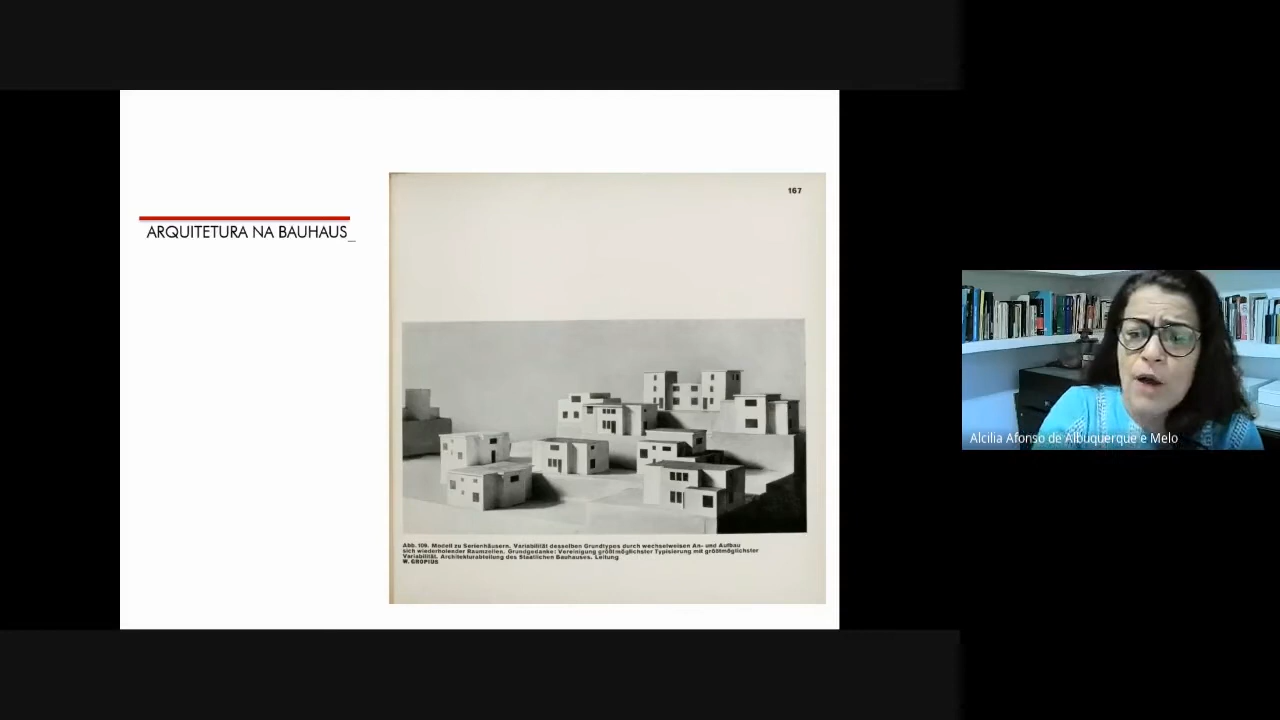 ARQUITETURA NA BAUHAUS_
167
Abb. 109. Modell zu Serienhäusern. Variabilität desselben Grundtypes durch wechselweisen An- und Aufbau
sich wiederholender Raumzellen. Grundgedanke: Vereinigung größtmöglichster Typisierung mit größtmöglichster
Variabilität. Architekturabteilung des Staatlichen Bauhauses. Leitung
W. GROPIUS
Alcilia Afonso de Albuquerque e Melo